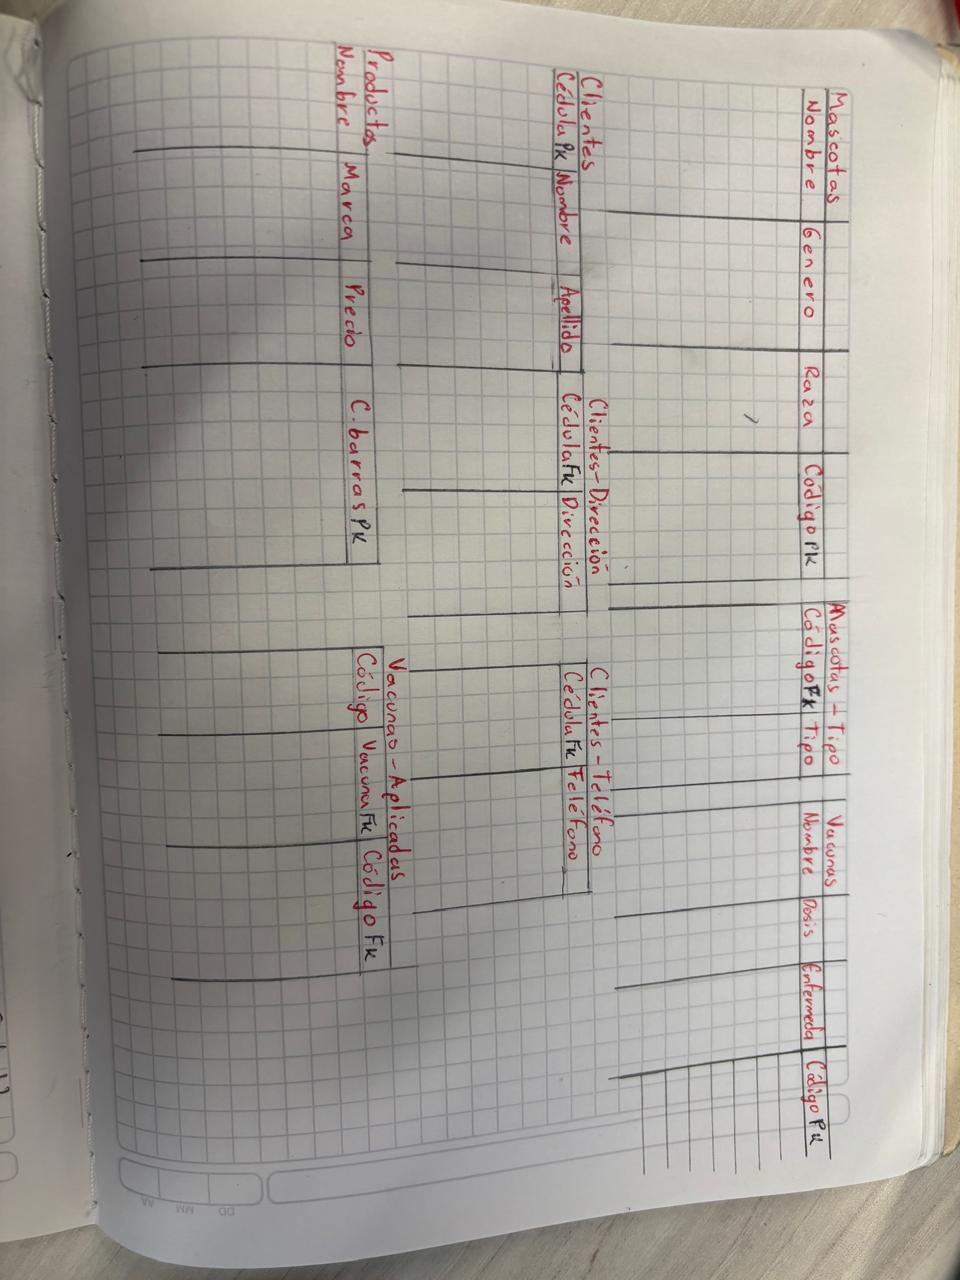 Mascotas
Nombre Genero Raza Código PK
Mascotas-Tipo
Código FK Tipo
Vacunas
Nombre Dosis Enfermeda Código PK
Clientes
Cédula PK Nombre Apellido
Clientes-Dirección
Cédula FK Dirección
Clientes-Teléfono
Cédula FK Teléfono
Productos
Nombre Marca Precio C. barras PK
Vacunas-Aplicadas
Código Vacuna FK Código FK
DD MM AA